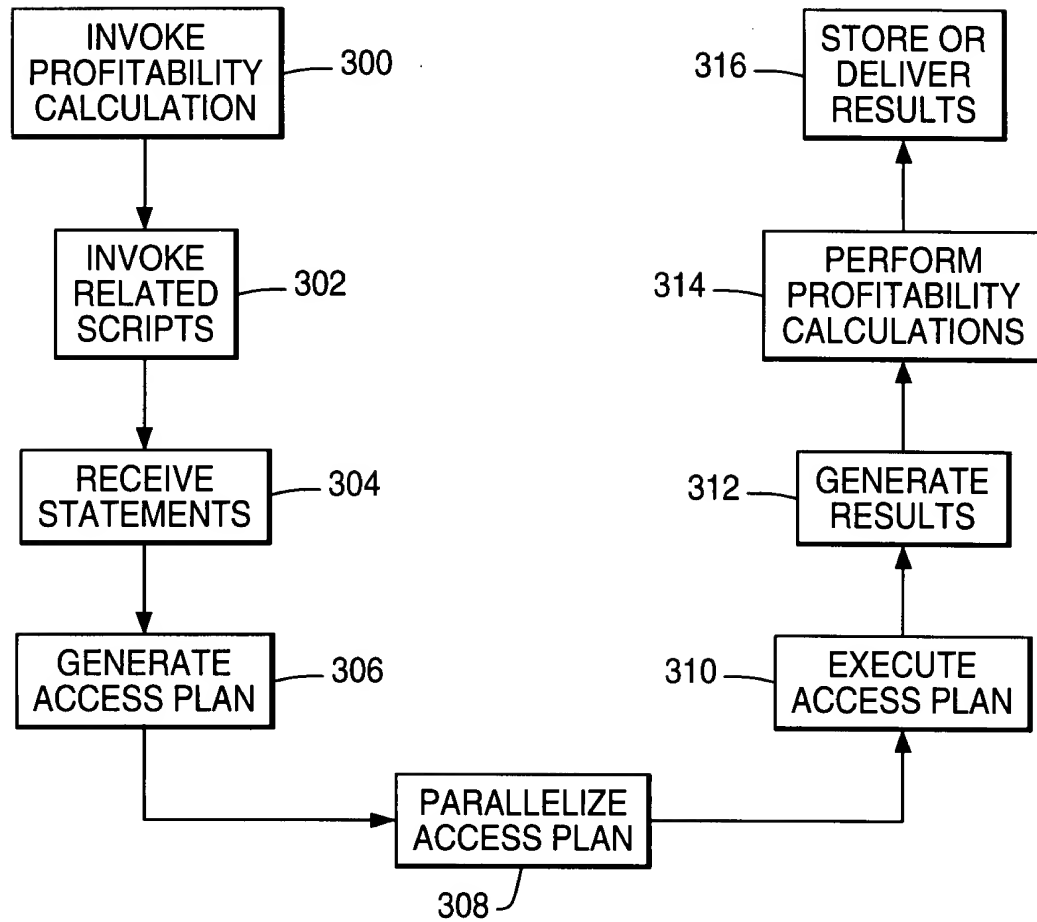 INVOKE
PROFITABILITY
CALCULATION
300
INVOKE
RELATED
SCRIPTS
302
RECEIVE
STATEMENTS
304
GENERATE
ACCESS PLAN
306
PARALLELIZE
ACCESS PLAN
308
310
EXECUTE
ACCESS PLAN
312
GENERATE
RESULTS
314
PERFORM
PROFITABILITY
CALCULATIONS
316
STORE OR
DELIVER
RESULTS